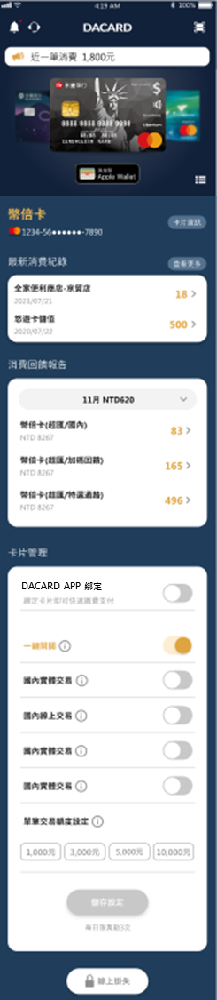 4:19 AM
100%
DACARD
近一筆消費 1,800元
永豐銀行
加到
Apple Wallet
幣倍卡
卡片資訊
1234-56●●●●●●-7890
最新消費紀錄
查看更多
全家便利商店-京貿店
2021/07/21
18
悠遊卡儲值
2020/07/22
500
消費回饋報告
11月 NTD620
幣倍卡(超匯/國內)
NTD 8267
83
幣倍卡(超匯/加碼回饋)
NTD 8267
165
幣倍卡(超匯/特選通路)
NTD 8267
496
卡片管理
DACARD APP 綁定
綁定卡片即可快速繳費支付
一鍵開關
國內實體交易
國內線上交易
國內實體交易
國內實體交易
單筆交易額度設定
1,000元
3,000元
5,000元
10,000元
儲存設定
每日限異動3次
線上掛失